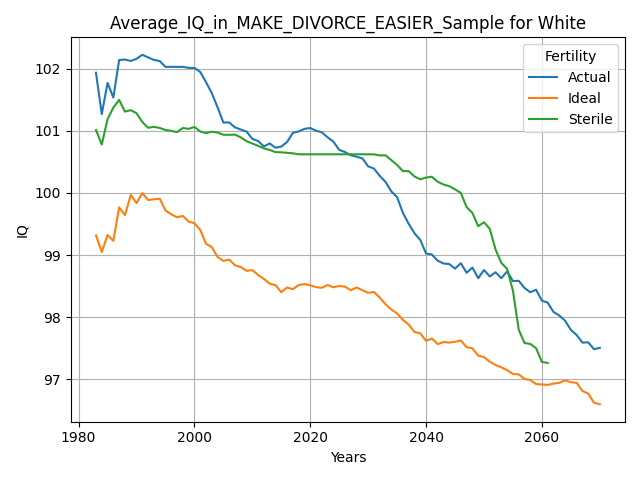 Average_IQ_in_MAKE_DIVORCE_EASIER_Sample for White
Fertility
Actual
Ideal
Sterile
IQ
102
101
100
99
98
97
1980
2000
2020
2040
2060
Years